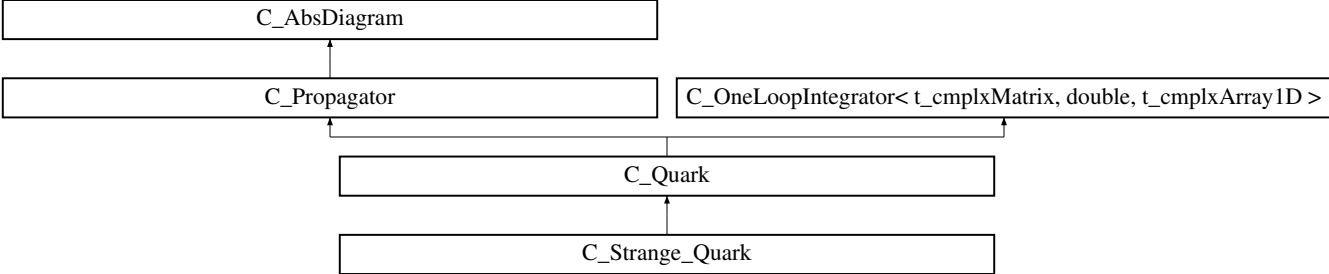 C_AbsDiagram
C_Propagator
C_OneLoopIntegrator< t_cmplxMatrix, double, t_cmplxArray1D >
C_Quark
C_Strange_Quark